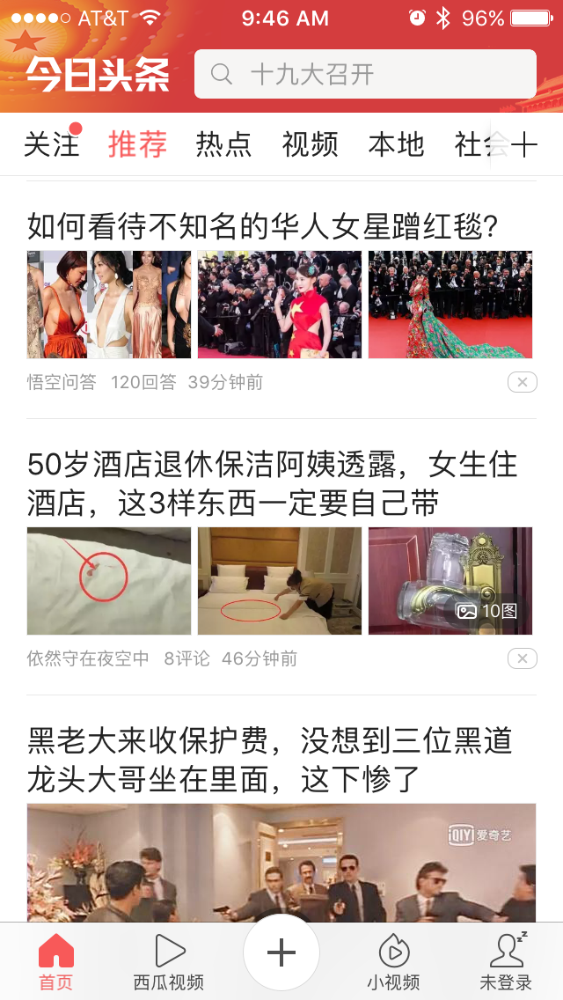 AT&T 9:46 AM 96%
今日头条 十九大召开
关注 推荐 热点 视频 本地 社会
如何看待不知名的华人女星蹭红毯?
悟空问答 120回答 39分钟前
50岁酒店退休保洁阿姨透露，女生住
酒店，这3样东西一定要自己带
10图
依然守在夜空中 8评论 46分钟前
黑老大来收保护费，没想到三位黑道
龙头大哥坐在里面，这下惨了
iQIYI 爱奇艺
首页 西瓜视频 小视频 未登录